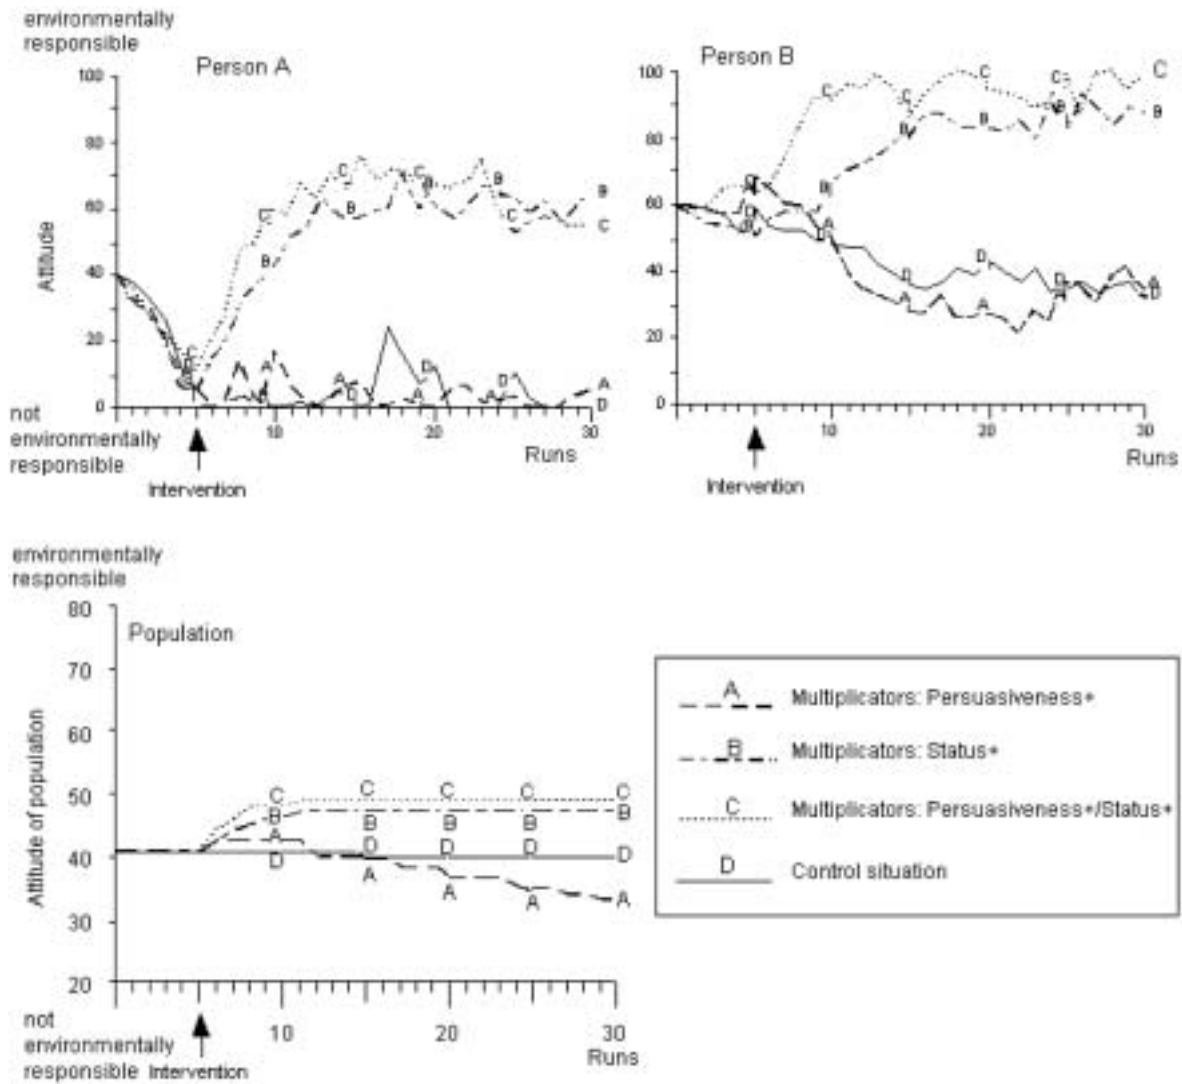 environmentally
responsible
Person A
100
80
60
40
20
0
Attitude
C
C
C
C
B
B
B
B
B
C
C
A
A
A
D
A
D
A
D
A
D
10
20
30
Runs
not
environmentally
responsible
Intervention
Person B
100
80
60
40
20
0
C
C
C
C
C
B
B
B
B
B
A
D
B
D
A
D
A
D
A
D
A
D
10
20
30
Runs
Intervention
environmentally
responsible
80
70
60
50
40
30
20
Population
Attitude of population
C
C
C
C
C
B
B
B
B
B
A
D
D
D
D
D
A
A
A
A
10
20
30
Runs
not
environmentally
responsible
Intervention
A Multiplicators: Persuasiveness+
B Multiplicators: Status+
C Multiplicators: Persuasiveness+/Status+
D Control situation